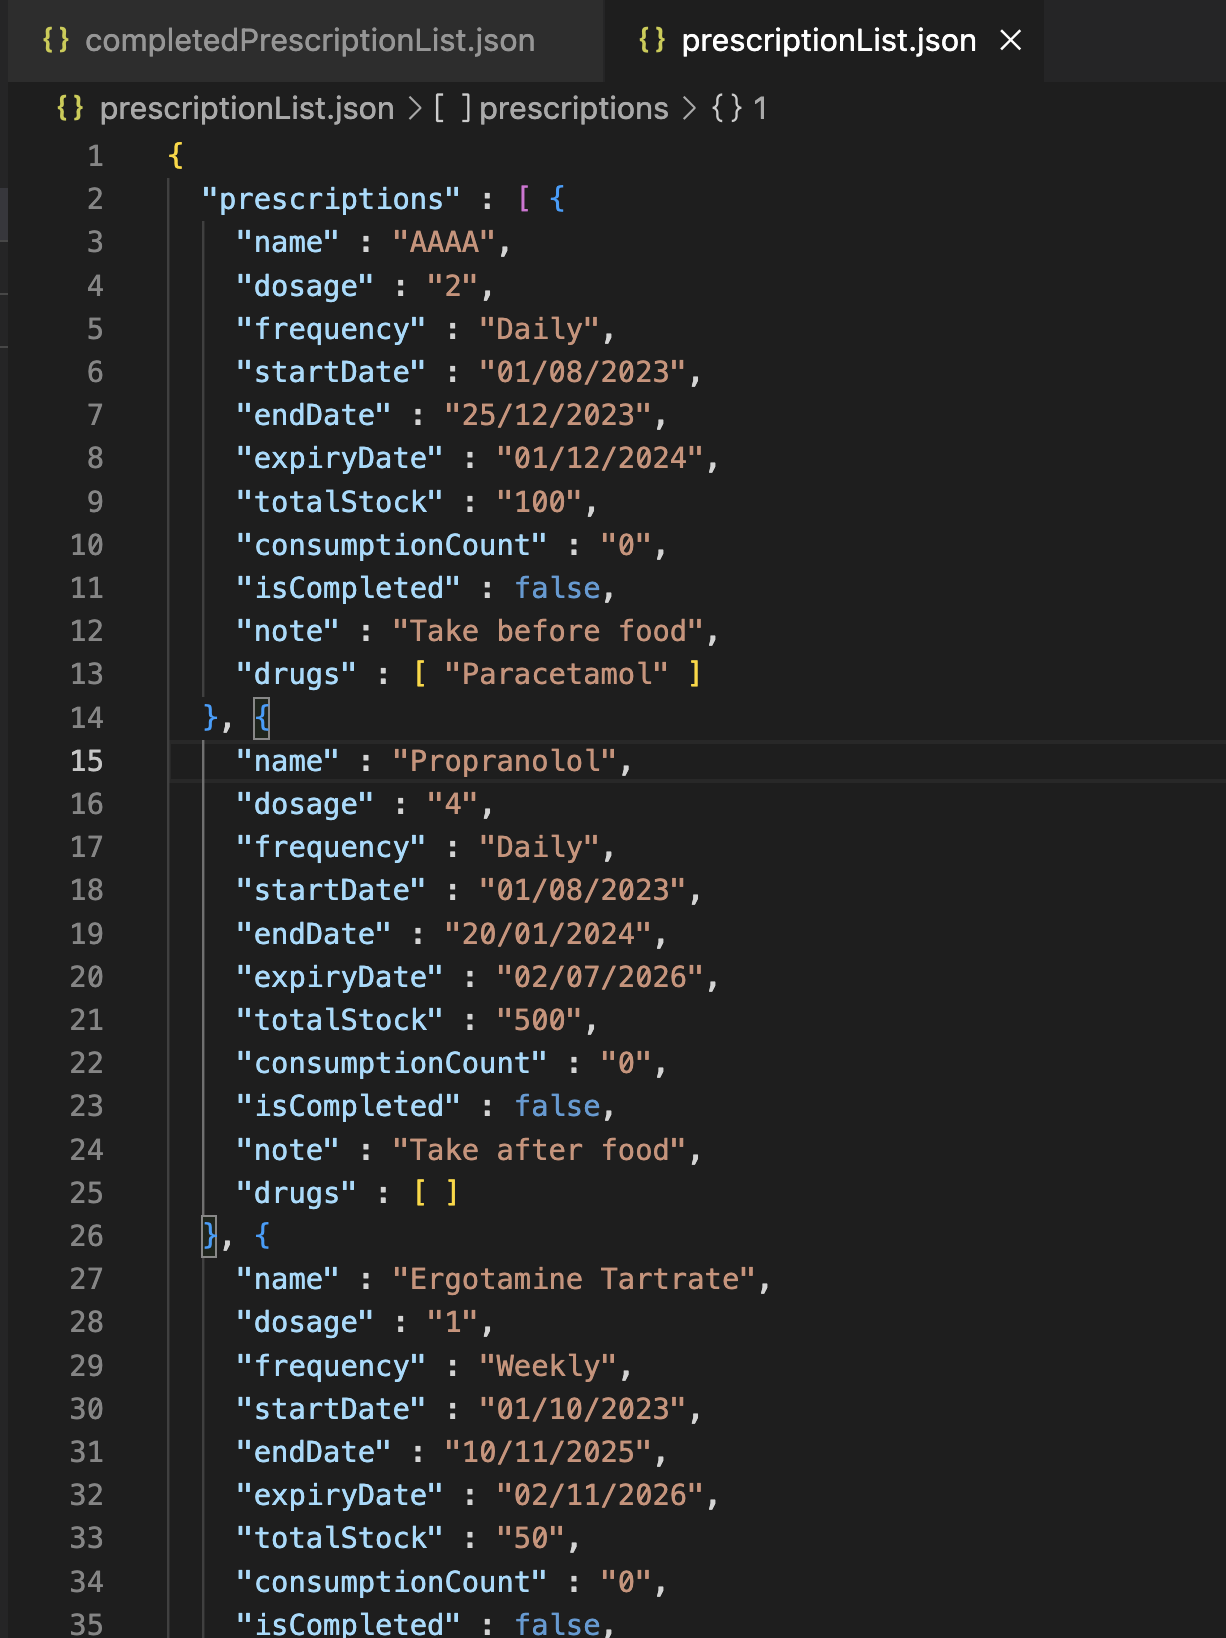 {} completedPrescriptionList.json {} prescriptionList.json ×
{} prescriptionList.json > [ ] prescriptions > {} 1
1 {
2 "prescriptions" : [ {
3 "name" : "AAAA",
4 "dosage" : "2",
5 "frequency" : "Daily",
6 "startDate" : "01/08/2023",
7 "endDate" : "25/12/2023",
8 "expiryDate" : "01/12/2024",
9 "totalStock" : "100",
10 "consumptionCount" : "0",
11 "isCompleted" : false,
12 "note" : "Take before food",
13 "drugs" : [ "Paracetamol" ]
14 }, {
15 "name" : "Propranolol",
16 "dosage" : "4",
17 "frequency" : "Daily",
18 "startDate" : "01/08/2023",
19 "endDate" : "20/01/2024",
20 "expiryDate" : "02/07/2026",
21 "totalStock" : "500",
22 "consumptionCount" : "0",
23 "isCompleted" : false,
24 "note" : "Take after food",
25 "drugs" : [ ]
26 }, {
27 "name" : "Ergotamine Tartrate",
28 "dosage" : "1",
29 "frequency" : "Weekly",
30 "startDate" : "01/10/2023",
31 "endDate" : "10/11/2025",
32 "expiryDate" : "02/11/2026",
33 "totalStock" : "50",
34 "consumptionCount" : "0",
35 "isCompleted" : false,